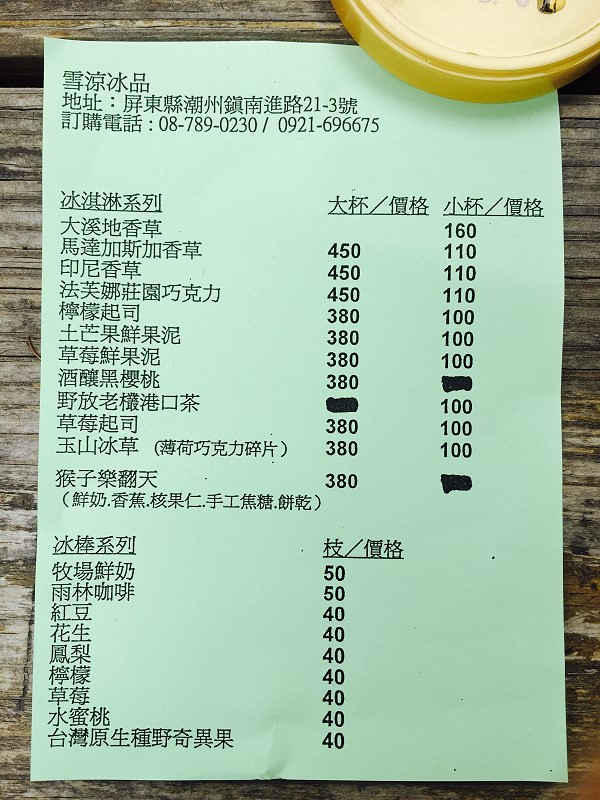 雪涼冰品
地址：屏東縣潮州鎮南進路21-3號
訂購電話：08-789-0230 / 0921-696675
冰淇淋系列 大杯／價格 小杯／價格
大溪地香草 160
馬達加斯加香草 450 110
印尼香草 450 110
法芙娜莊園巧克力 450 110
檸檬起司 380 100
土芒果鮮果泥 380 100
草莓鮮果泥 380 100
酒釀黑櫻桃 380
野放老欉港口茶 100
草莓起司 380 100
玉山冰草 (薄荷巧克力碎片) 380 100
猴子樂翻天 380
（鮮奶.香蕉.核果仁.手工焦糖.餅乾）
冰棒系列 枝／價格
牧場鮮奶 50
雨林咖啡 50
紅豆 40
花生 40
鳳梨 40
檸檬 40
草莓 40
水蜜桃 40
台灣原生種野奇異果 40